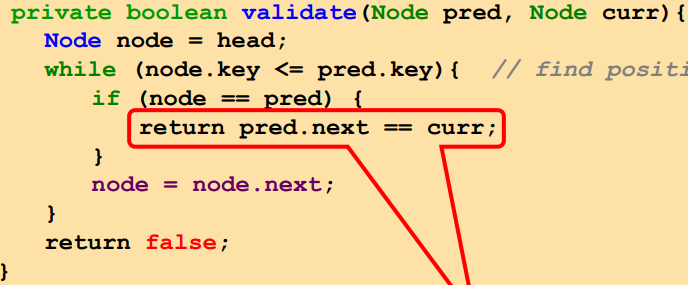 private boolean validate(Node pred, Node curr){
Node node = head;
while (node.key <= pred.key){ // find positi
if (node == pred) {
return pred.next == curr;
}
node = node.next;
}
return false;
}